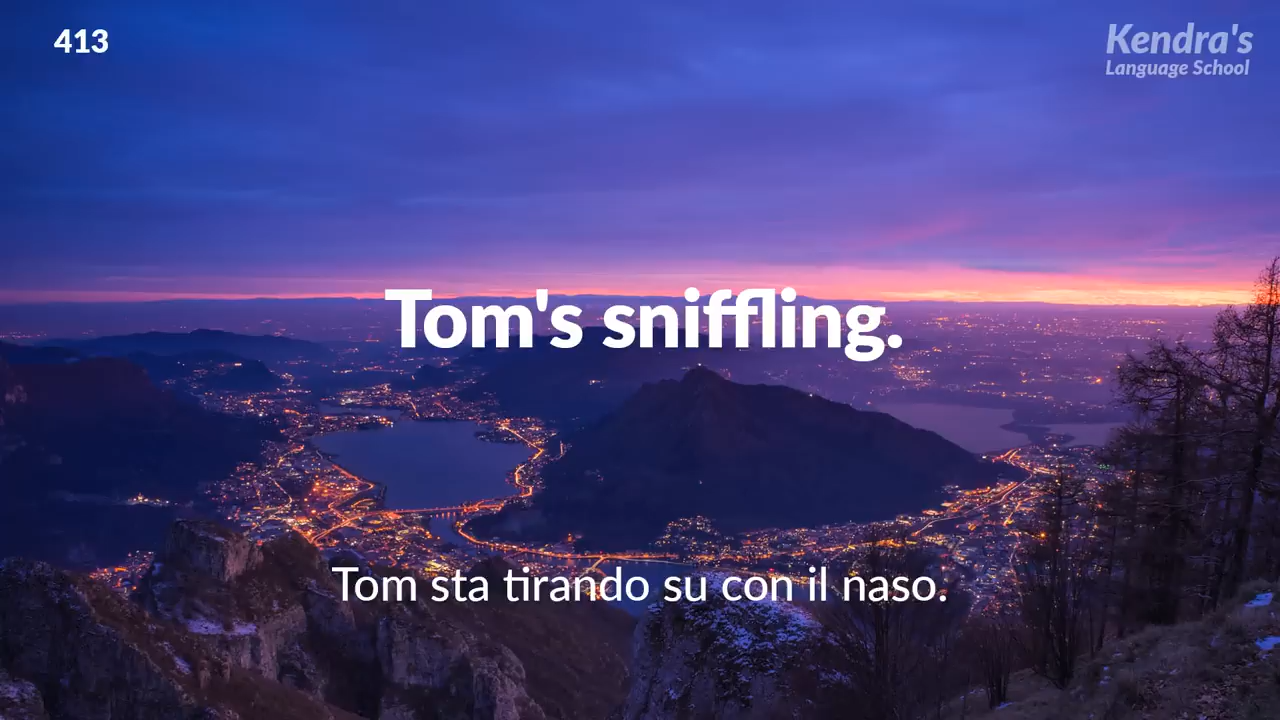 413
Kendra's
Language School
Tom's sniffling.
Tom sta tirando su con il naso.